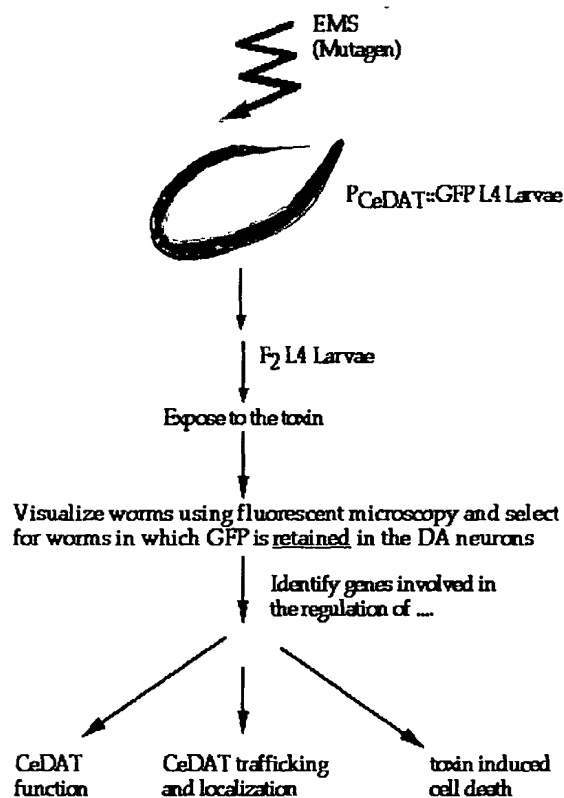 EMS
(Mutagen)
PCeDAT::GFP L4 Larvae
F2 L4 Larvae
Expose to the toxin
Visualize worms using fluorescent microscopy and select
for worms in which GFP is retained in the DA neurons
Identify genes involved in
the regulation of ....
CeDAT
function
CeDAT trafficking
and localization
toxin induced
cell death